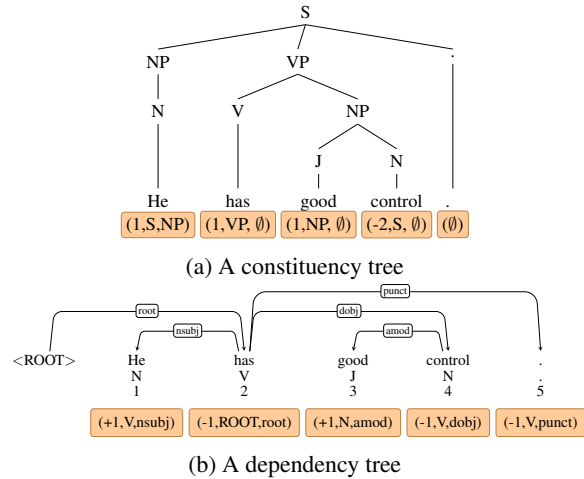 S
NP VP .
N V NP
J N
He has good control .
(1,S,NP) (1,VP, ∅) (1,NP, ∅) (-2,S, ∅) (∅)
(a) A constituency tree
punct
root dobj
nsubj amod
<ROOT> He has good control .
N V J N .
1 2 3 4 5
(+1,V,nsubj) (-1,ROOT,root) (+1,N,amod) (-1,V,dobj) (-1,V,punct)
(b) A dependency tree